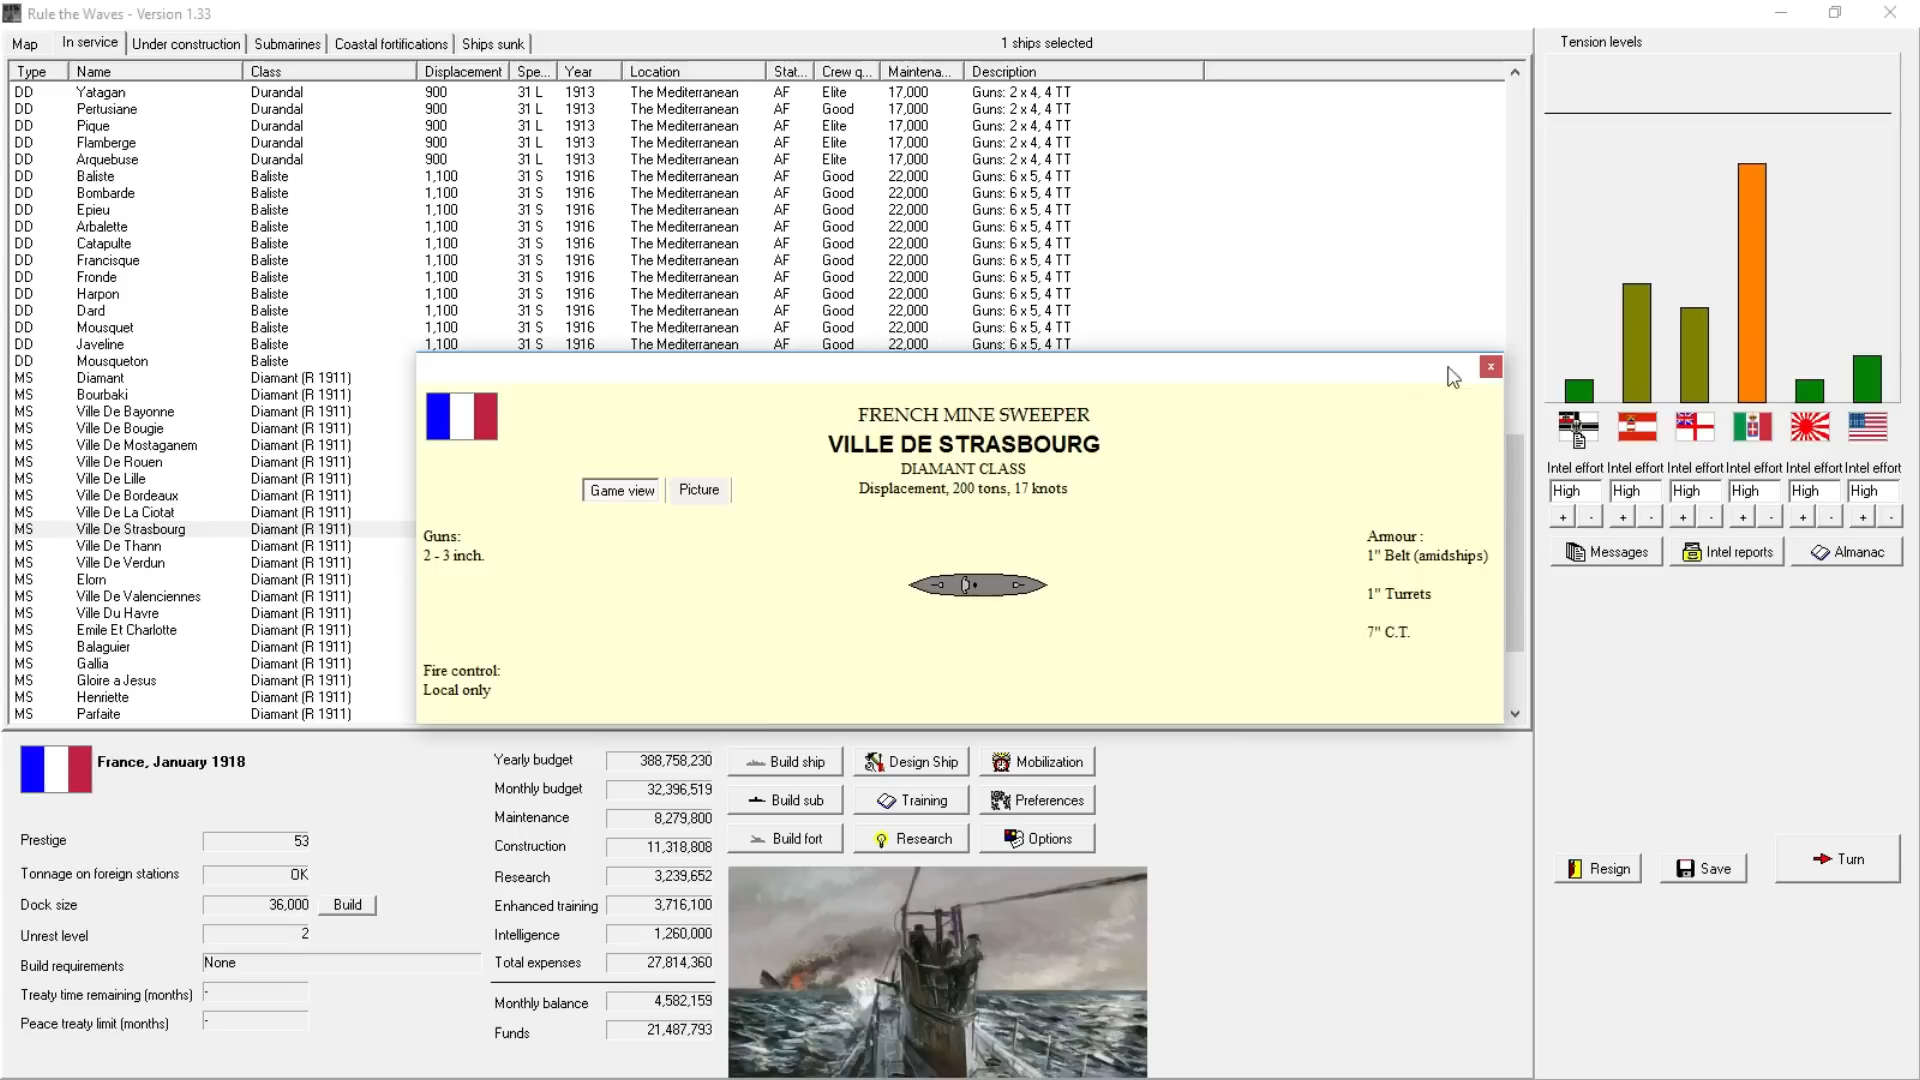 Rule the Waves - Version 1.33
Map In service Under construction Submarines Coastal fortifications Ships sunk 1 ships selected
Type Name Class Displacement Spe... Year Location Stat... Crew q... Maintena... Description
DD Yatagan Durandal 900 31 L 1913 The Mediterranean AF Elite 17,000 Guns: 2 x 4, 4 TT
DD Pertusiane Durandal 900 31 L 1913 The Mediterranean AF Good 17,000 Guns: 2 x 4, 4 TT
DD Pique Durandal 900 31 L 1913 The Mediterranean AF Elite 17,000 Guns: 2 x 4, 4 TT
DD Flamberge Durandal 900 31 L 1913 The Mediterranean AF Elite 17,000 Guns: 2 x 4, 4 TT
DD Arquebuse Durandal 900 31 L 1913 The Mediterranean AF Elite 17,000 Guns: 2 x 4, 4 TT
DD Baliste Baliste 1,100 31 S 1916 The Mediterranean AF Good 22,000 Guns: 6 x 5, 4 TT
DD Bombarde Baliste 1,100 31 S 1916 The Mediterranean AF Good 22,000 Guns: 6 x 5, 4 TT
DD Epieu Baliste 1,100 31 S 1916 The Mediterranean AF Good 22,000 Guns: 6 x 5, 4 TT
DD Arbalette Baliste 1,100 31 S 1916 The Mediterranean AF Good 22,000 Guns: 6 x 5, 4 TT
DD Catapulte Baliste 1,100 31 S 1916 The Mediterranean AF Good 22,000 Guns: 6 x 5, 4 TT
DD Francisque Baliste 1,100 31 S 1916 The Mediterranean AF Good 22,000 Guns: 6 x 5, 4 TT
DD Fronde Baliste 1,100 31 S 1916 The Mediterranean AF Good 22,000 Guns: 6 x 5, 4 TT
DD Harpon Baliste 1,100 31 S 1916 The Mediterranean AF Good 22,000 Guns: 6 x 5, 4 TT
DD Dard Baliste 1,100 31 S 1916 The Mediterranean AF Good 22,000 Guns: 6 x 5, 4 TT
DD Mousquet Baliste 1,100 31 S 1916 The Mediterranean AF Good 22,000 Guns: 6 x 5, 4 TT
DD Javeline Baliste 1,100 31 S 1916 The Mediterranean AF Good 22,000 Guns: 6 x 5, 4 TT
DD Mousqueton Baliste
MS Diamant Diamant (R 1911)
MS Bourbaki Diamant (R 1911)
MS Ville De Bayonne Diamant (R 1911)
MS Ville De Bougie Diamant (R 1911)
MS Ville De Mostaganem Diamant (R 1911)
MS Ville De Rouen Diamant (R 1911)
MS Ville De Lille Diamant (R 1911)
MS Ville De Bordeaux Diamant (R 1911)
MS Ville De La Ciotat Diamant (R 1911)
MS Ville De Strasbourg Diamant (R 1911)
MS Ville De Thann Diamant (R 1911)
MS Ville De Verdun Diamant (R 1911)
MS Elorn Diamant (R 1911)
MS Ville De Valenciennes Diamant (R 1911)
MS Ville Du Havre Diamant (R 1911)
MS Emile Et Charlotte Diamant (R 1911)
MS Balaguier Diamant (R 1911)
MS Gallia Diamant (R 1911)
MS Gloire a Jesus Diamant (R 1911)
MS Henriette Diamant (R 1911)
MS Parfaite Diamant (R 1911)
x
FRENCH MINE SWEEPER
VILLE DE STRASBOURG
DIAMANT CLASS
Displacement, 200 tons, 17 knots
Game view Picture
Guns:
2 - 3 inch.
Armour :
1" Belt (amidships)
1" Turrets
7" C.T.
Fire control:
Local only
Tension levels
Intel effort Intel effort Intel effort Intel effort Intel effort Intel effort
High High High High High High
+ - + - + - + - + - + -
Messages Intel reports Almanac
France, January 1918
Prestige 53
Tonnage on foreign stations OK
Dock size 36,000 Build
Unrest level 2
Build requirements None
Treaty time remaining (months) -
Peace treaty limit (months) -
Yearly budget 388,758,230
Monthly budget 32,396,519
Maintenance 8,279,800
Construction 11,318,808
Research 3,239,652
Enhanced training 3,716,100
Intelligence 1,260,000
Total expenses 27,814,360
Monthly balance 4,582,159
Funds 21,487,793
Build ship Design Ship Mobilization
Build sub Training Preferences
Build fort Research Options
Resign Save Turn